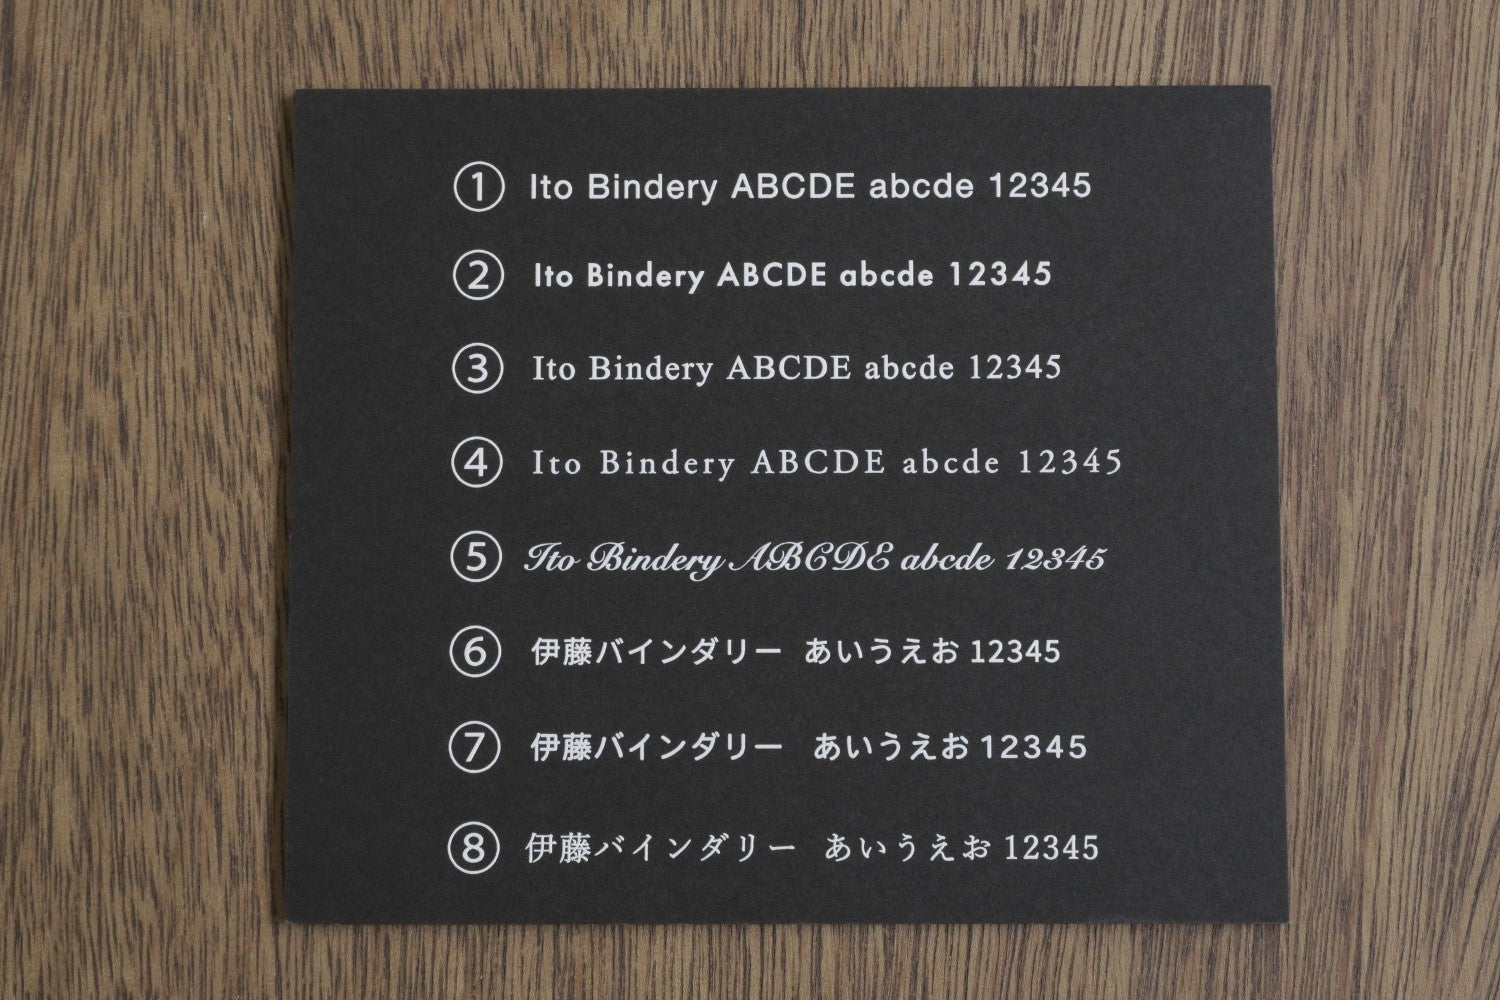 ① Ito Bindery ABCDE abcde 12345
② Ito Bindery ABCDE abcde 12345
③ Ito Bindery ABCDE abcde 12345
④ Ito Bindery ABCDE abcde 12345
⑤ Ito Bindery ABCDE abcde 12345
⑥ 伊藤バインダリー あいうえお 12345
⑦ 伊藤バインダリー あいうえお 12345
⑧ 伊藤バインダリー あいうえお 12345